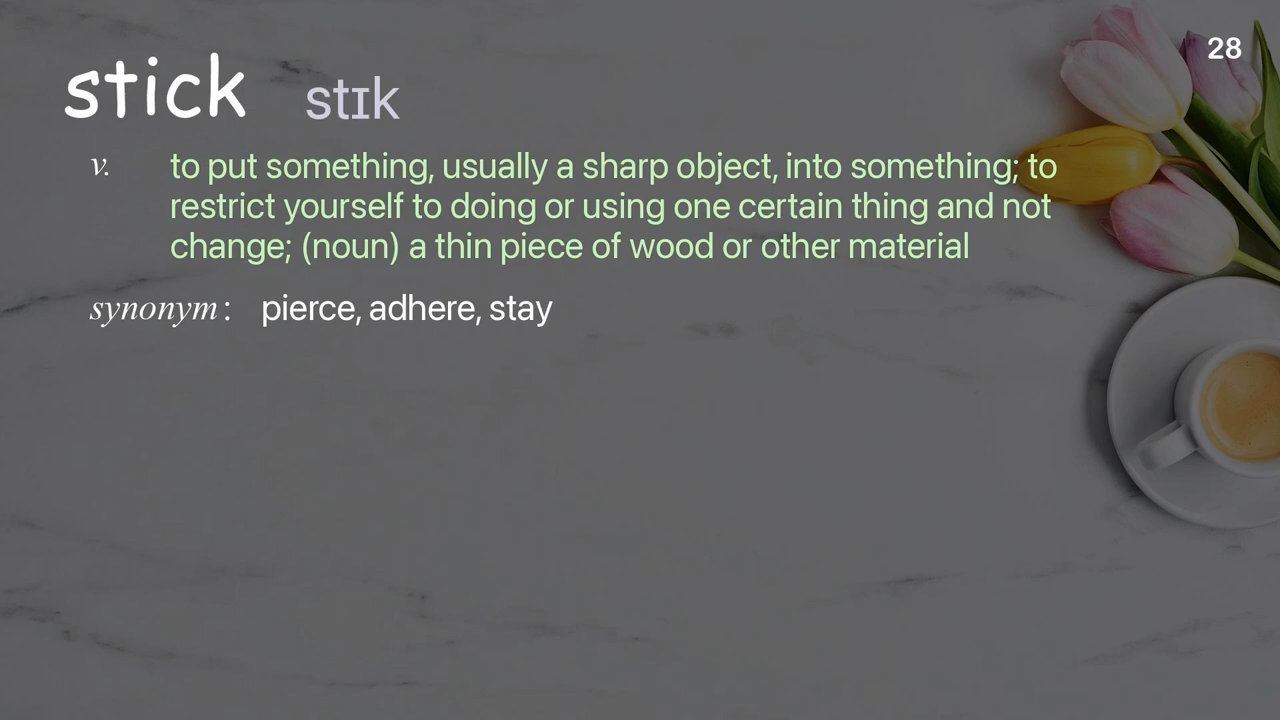 28
stick stɪk
v. to put something, usually a sharp object, into something; to
restrict yourself to doing or using one certain thing and not
change; (noun) a thin piece of wood or other material
synonym: pierce, adhere, stay